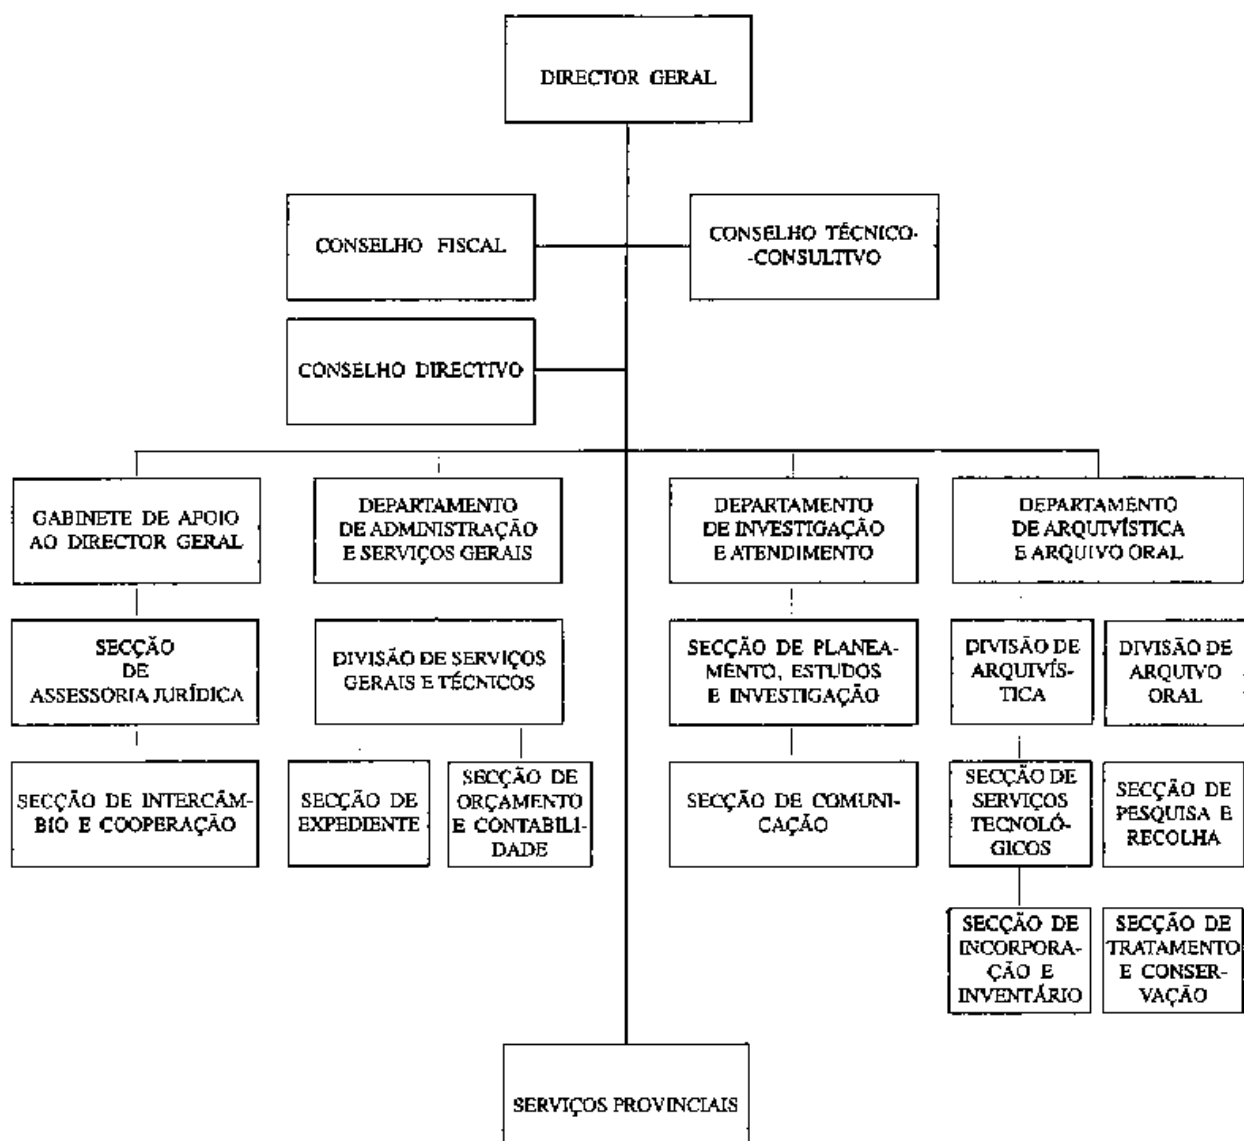 DIRECTOR GERAL
CONSELHO FISCAL
CONSELHO TÉCNICO-
-CONSULTIVO
CONSELHO DIRECTIVO
GABINETE DE APOIO
AO DIRECTOR GERAL
DEPARTAMENTO
DE ADMINISTRAÇÃO
E SERVIÇOS GERAIS
DEPARTAMENTO
DE INVESTIGAÇÃO
E ATENDIMENTO
DEPARTAMENTO
DE ARQUIVÍSTICA
E ARQUIVO ORAL
SECÇÃO
DE
ASSESSORIA JURÍDICA
DIVISÃO DE SERVIÇOS
GERAIS E TÉCNICOS
SECÇÃO DE PLANEA-
MENTO, ESTUDOS
E INVESTIGAÇÃO
DIVISÃO DE
ARQUIVÍS-
TICA
DIVISÃO DE
ARQUIVO
ORAL
SECÇÃO DE INTERCÂM-
BIO E COOPERAÇÃO
SECÇÃO DE
EXPEDIENTE
SECÇÃO DE
ORÇAMENTO
E CONTABILI-
DADE
SECÇÃO DE COMUNI-
CAÇÃO
SECÇÃO DE
SERVIÇOS
TECNOLÓ-
GICOS
SECÇÃO DE
PESQUISA E
RECOLHA
SECÇÃO DE
INCORPORA-
ÇÃO E
INVENTÁRIO
SECÇÃO DE
TRATAMENTO
E CONSER-
VAÇÃO
SERVIÇOS PROVINCIAIS